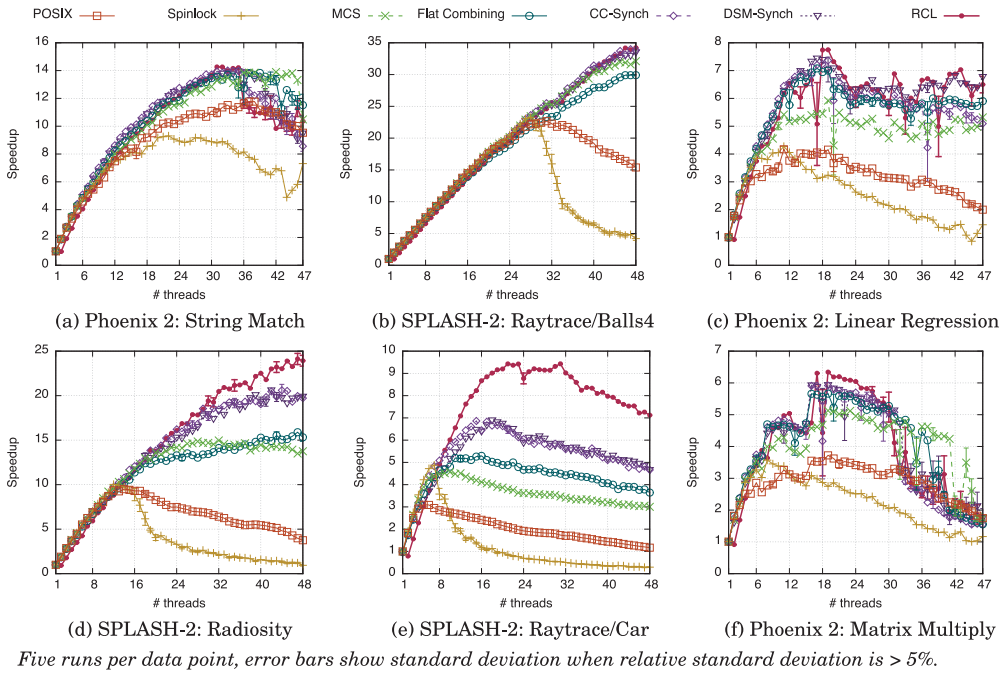 POSIX Spinlock MCS Flat Combining CC-Synch DSM-Synch RCL
16
14
12
10
8
6
4
2
0
Speedup
1 6 12 18 24 30 36 42 47
# threads
(a) Phoenix 2: String Match
35
30
25
20
15
10
5
0
Speedup
1 8 16 24 32 40 48
# threads
(b) SPLASH-2: Raytrace/Balls4
8
7
6
5
4
3
2
1
0
Speedup
1 6 12 18 24 30 36 42 47
# threads
(c) Phoenix 2: Linear Regression
25
20
15
10
5
0
Speedup
1 8 16 24 32 40 48
# threads
(d) SPLASH-2: Radiosity
10
9
8
7
6
5
4
3
2
1
0
Speedup
1 8 16 24 32 40 48
# threads
(e) SPLASH-2: Raytrace/Car
7
6
5
4
3
2
1
0
Speedup
1 6 12 18 24 30 36 42 47
# threads
(f) Phoenix 2: Matrix Multiply
Five runs per data point, error bars show standard deviation when relative standard deviation is > 5%.